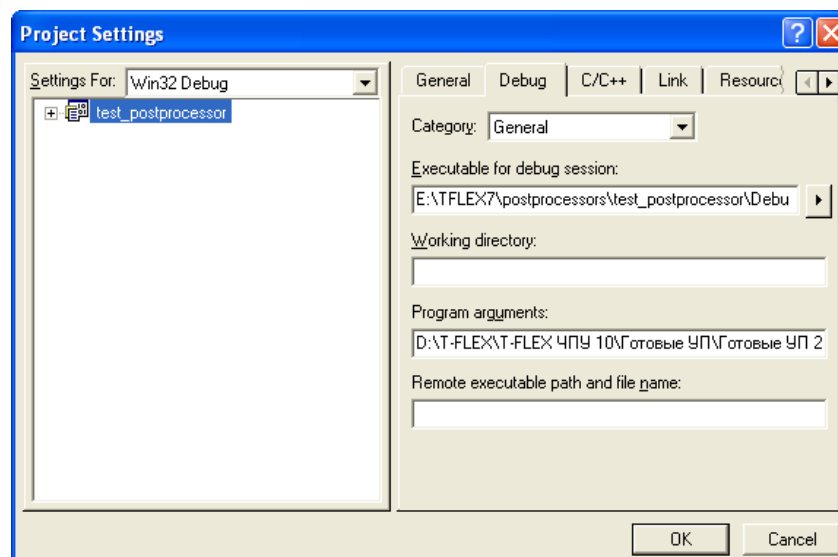 Project Settings
Settings For: Win32 Debug
test_postprocessor
General Debug C/C++ Link Resourc
Category: General
Executable for debug session:
E:\TFLEX7\postprocessors\test_postprocessor\Debu
Working directory:
Program arguments:
D:\T-FLEX\T-FLEX ЧПУ 10\Готовые УП\Готовые УП 2
Remote executable path and file name:
OK Cancel